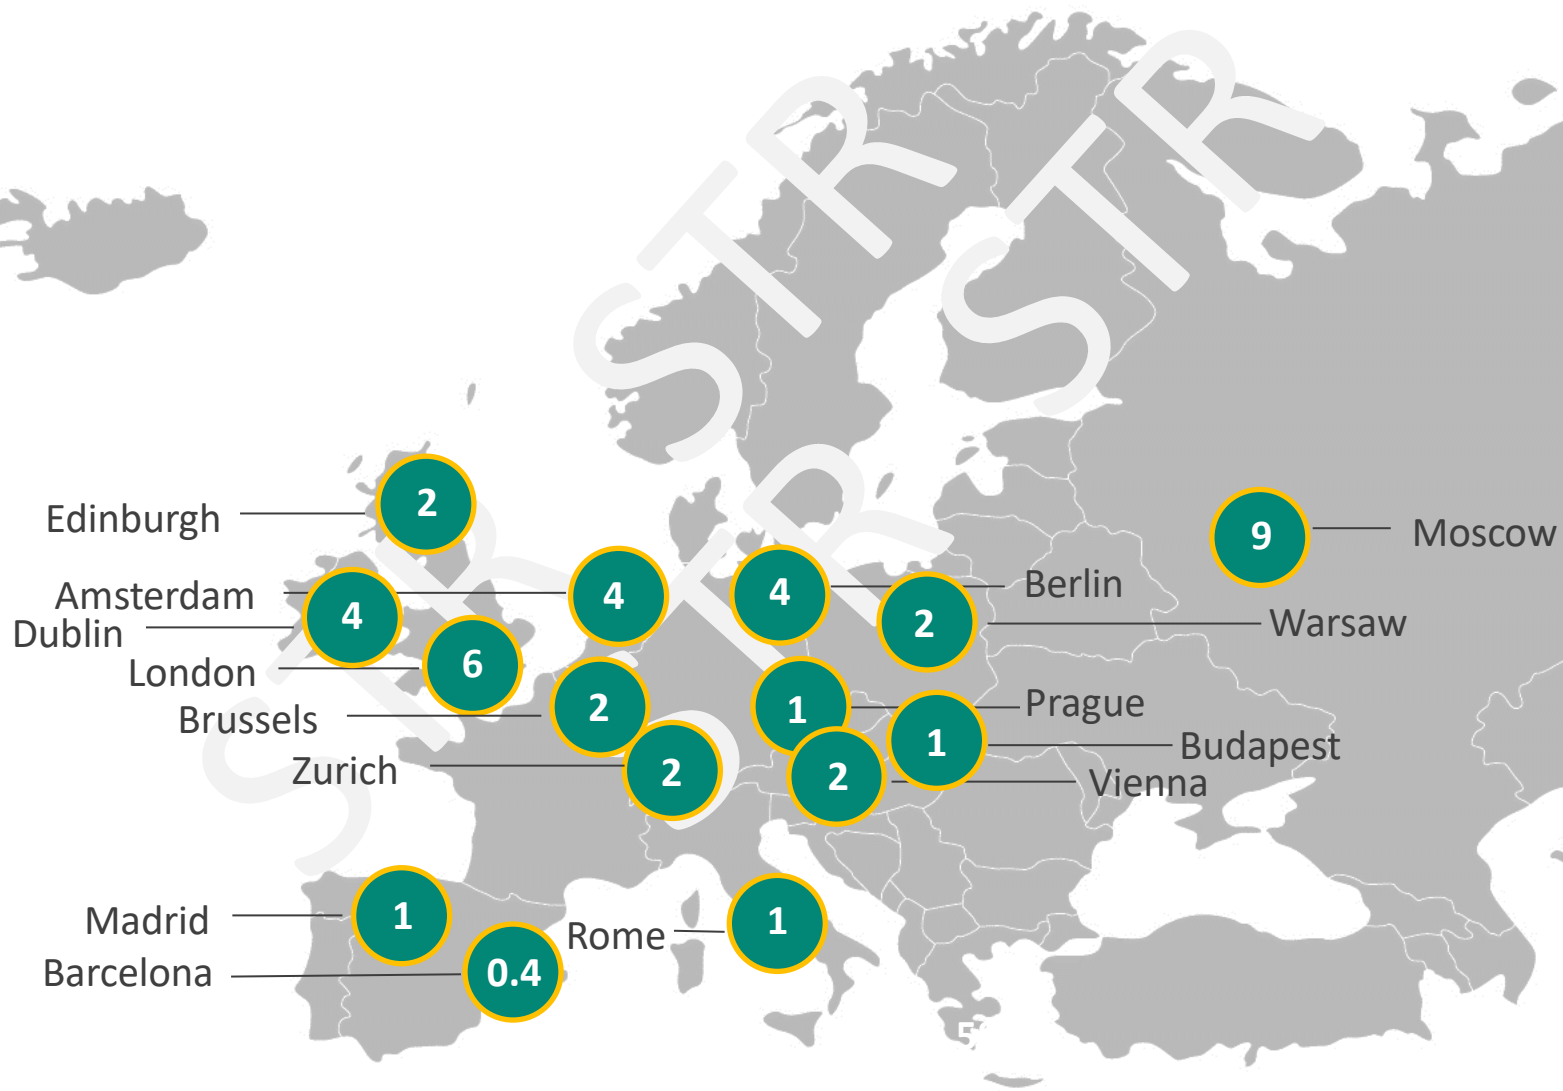 STR
STR
STR
STR
2
Edinburgh
9
Moscow
Amsterdam
4
4
Berlin
Dublin
4
2
Warsaw
London
6
Brussels
2
1
Prague
1
Budapest
Zurich
2
2
Vienna
Madrid
1
Rome
1
Barcelona
0.4